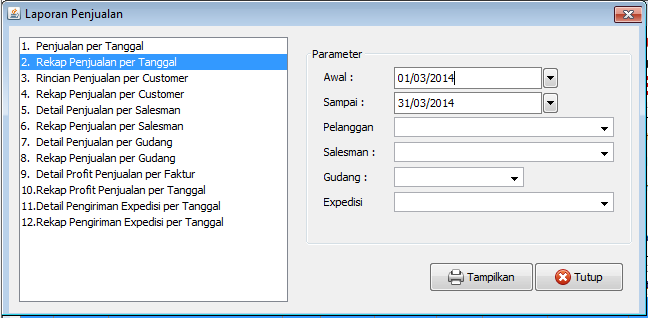 Laporan Penjualan
1. Penjualan per Tanggal
2. Rekap Penjualan per Tanggal
3. Rincian Penjualan per Customer
4. Rekap Penjualan per Customer
5. Detail Penjualan per Salesman
6. Rekap Penjualan per Salesman
7. Detail Penjualan per Gudang
8. Rekap Penjualan per Gudang
9. Detail Profit Penjualan per Faktur
10.Rekap Profit Penjualan per Tanggal
11.Detail Pengiriman Expedisi per Tanggal
12.Rekap Pengiriman Expedisi per Tanggal
Parameter
Awal : 01/03/2014
Sampai : 31/03/2014
Pelanggan
Salesman :
Gudang :
Expedisi
Tampilkan Tutup